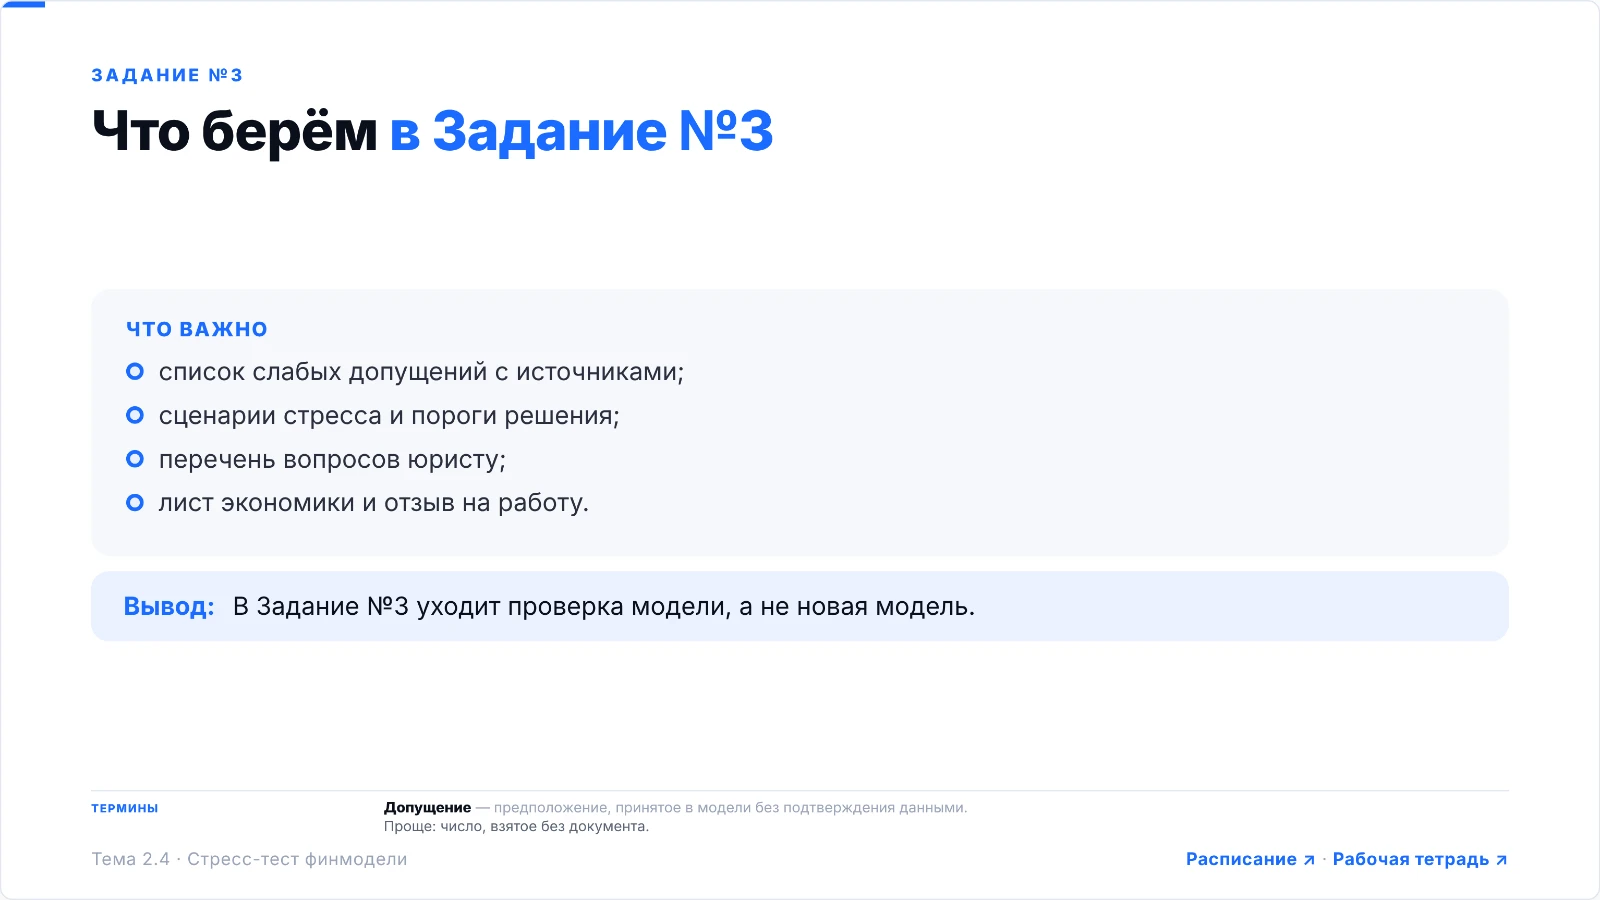 ЗАДАНИЕ №3
Что берём в Задание №3
ЧТО ВАЖНО
список слабых допущений с источниками;
сценарии стресса и пороги решения;
перечень вопросов юристу;
лист экономики и отзыв на работу.
Вывод: В Задание №3 уходит проверка модели, а не новая модель.
ТЕРМИНЫ
Допущение — предположение, принятое в модели без подтверждения данными.
Проще: число, взятое без документа.
Тема 2.4 · Стресс-тест финмодели
Расписание ↗ · Рабочая тетрадь ↗